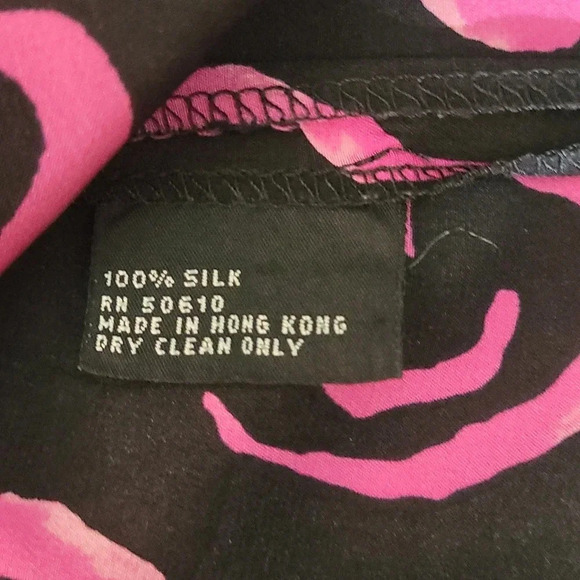 100% SILK
RN 50610
MADE IN HONG KONG
DRY CLEAN ONLY